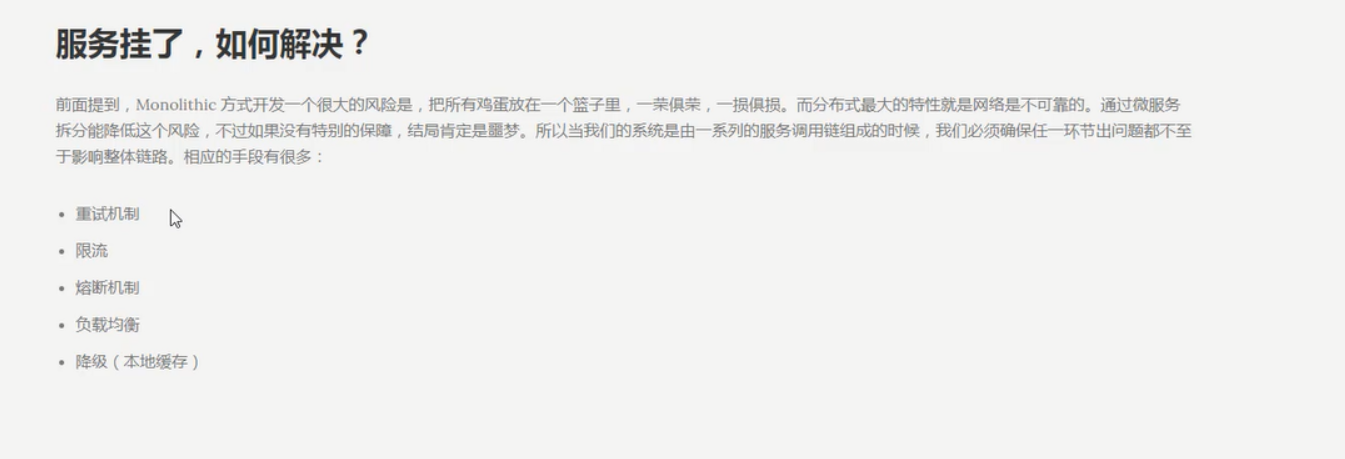 服务挂了，如何解决？
前面提到，Monolithic 方式开发一个很大的风险是，把所有鸡蛋放在一个篮子里，一荣俱荣，一损俱损。而分布式最大的特性就是网络是不可靠的。通过微服务
拆分能降低这个风险，不过如果没有特别的保障，结局肯定是噩梦。所以当我们的系统是由一系列的服务调用链组成的时候，我们必须确保任一环节出问题都不至
于影响整体链路。相应的手段有很多：
• 重试机制
• 限流
• 熔断机制
• 负载均衡
• 降级（本地缓存）